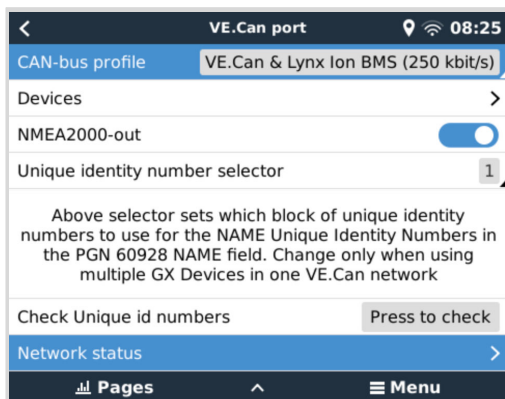 VE.Can port 08:25
CAN-bus profile VE.Can & Lynx Ion BMS (250 kbit/s)
Devices
NMEA2000-out
Unique identity number selector 1
Above selector sets which block of unique identity
numbers to use for the NAME Unique Identity Numbers in
the PGN 60928 NAME field. Change only when using
multiple GX Devices in one VE.Can network
Check Unique id numbers Press to check
Network status
Pages Menu